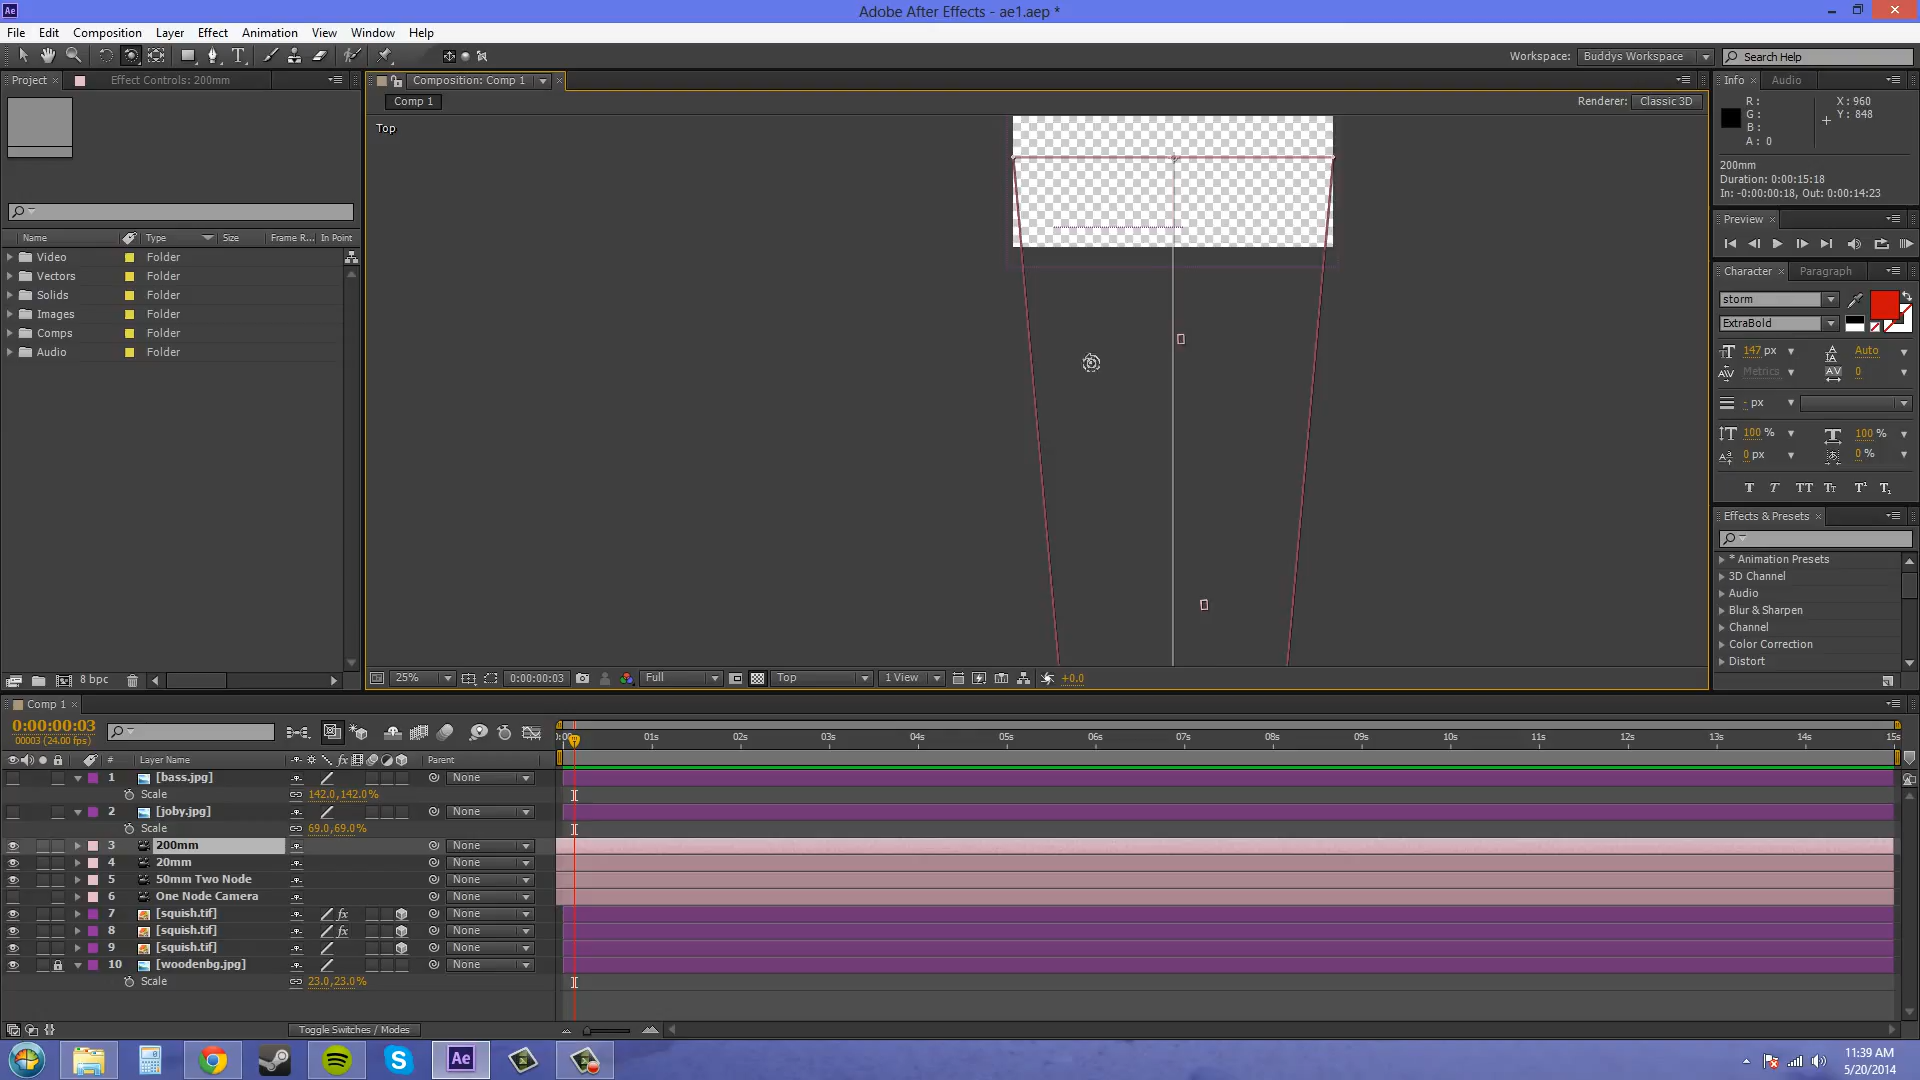 Ae
Adobe After Effects - ae1.aep *
File Edit Composition Layer Effect Animation View Window Help
Workspace: Buddys Workspace
Search Help
Project Effect Controls: 200mm
Composition: Comp 1
Info Audio
Comp 1
Renderer: Classic 3D
Top
R :
G :
B :
A : 0
X : 960
Y : 848
200mm
Duration: 0:00:15:18
In: -0:00:00:18, Out: 0:00:14:23
Name Type Size Frame R... In Point
Video Folder
Vectors Folder
Solids Folder
Images Folder
Comps Folder
Audio Folder
Preview
Character Paragraph
storm
ExtraBold
147 px Auto
Metrics 0
- px
100 % 100 %
0 px 0 %
T T TT Tt T¹ T₁
Effects & Presets
* Animation Presets
3D Channel
Audio
Blur & Sharpen
Channel
Color Correction
Distort
8 bpc
25% 0:00:00:03 Full Top 1 View +0.0
Comp 1
0:00:00:03
00003 (24.00 fps)
# Layer Name fx Parent
01s 02s 03s 04s 05s 06s 07s 08s 09s 10s 11s 12s 13s 14s 15s
1 [bass.jpg] None
Scale 142.0,142.0%
2 [joby.jpg] None
Scale 69.0,69.0%
3 200mm None
4 20mm None
5 50mm Two Node None
6 One Node Camera None
7 [squish.tif] fx None
8 [squish.tif] fx None
9 [squish.tif] None
10 [woodenbg.jpg] None
Scale 23.0,23.0%
Toggle Switches / Modes
Ae
11:39 AM
5/20/2014